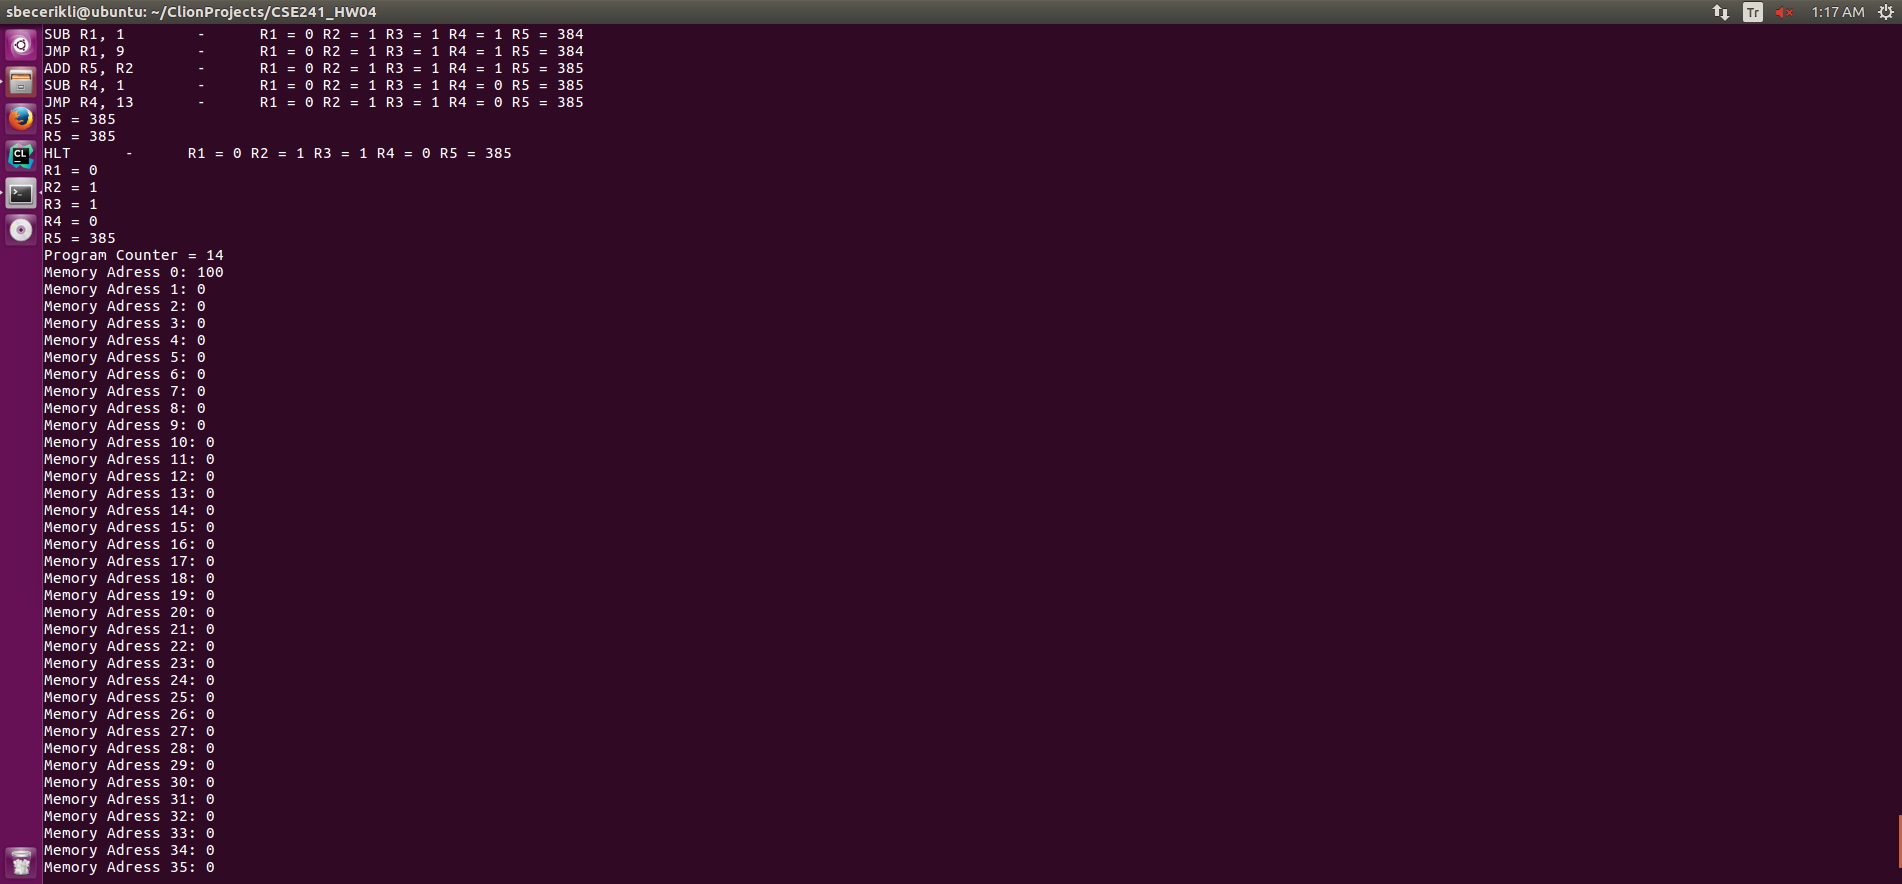 sbecerikli@ubuntu: ~/ClionProjects/CSE241_HW04 Tr 1:17 AM
SUB R1, 1        -      R1 = 0 R2 = 1 R3 = 1 R4 = 1 R5 = 384
JMP R1, 9        -      R1 = 0 R2 = 1 R3 = 1 R4 = 1 R5 = 384
ADD R5, R2       -      R1 = 0 R2 = 1 R3 = 1 R4 = 1 R5 = 385
SUB R4, 1        -      R1 = 0 R2 = 1 R3 = 1 R4 = 0 R5 = 385
JMP R4, 13       -      R1 = 0 R2 = 1 R3 = 1 R4 = 0 R5 = 385
R5 = 385
R5 = 385
HLT      -      R1 = 0 R2 = 1 R3 = 1 R4 = 0 R5 = 385
R1 = 0
R2 = 1
R3 = 1
R4 = 0
R5 = 385
Program Counter = 14
Memory Adress 0: 100
Memory Adress 1: 0
Memory Adress 2: 0
Memory Adress 3: 0
Memory Adress 4: 0
Memory Adress 5: 0
Memory Adress 6: 0
Memory Adress 7: 0
Memory Adress 8: 0
Memory Adress 9: 0
Memory Adress 10: 0
Memory Adress 11: 0
Memory Adress 12: 0
Memory Adress 13: 0
Memory Adress 14: 0
Memory Adress 15: 0
Memory Adress 16: 0
Memory Adress 17: 0
Memory Adress 18: 0
Memory Adress 19: 0
Memory Adress 20: 0
Memory Adress 21: 0
Memory Adress 22: 0
Memory Adress 23: 0
Memory Adress 24: 0
Memory Adress 25: 0
Memory Adress 26: 0
Memory Adress 27: 0
Memory Adress 28: 0
Memory Adress 29: 0
Memory Adress 30: 0
Memory Adress 31: 0
Memory Adress 32: 0
Memory Adress 33: 0
Memory Adress 34: 0
Memory Adress 35: 0
CL